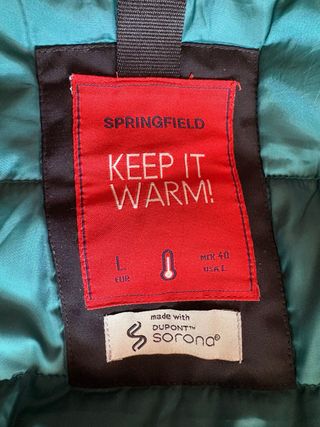 SPRINGFIELD
KEEP IT
WARM!
L
EUR
MEX 40
USA L
made with
DUPONT™
sorona®